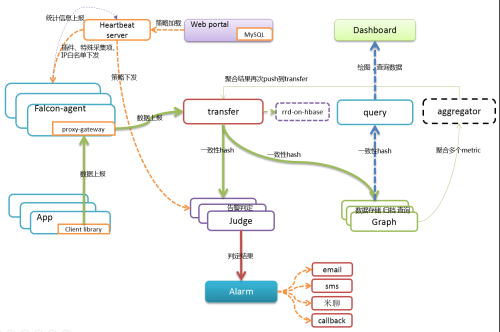 统计信息上报
Heartbeat
server
策略加载
Web portal
MySQL
Dashboard
插件、特殊采集项,
IP白名单下发
策略下发
绘图, 查询数据
聚合结果再次push到transfer
Falcon-agent
proxy-gateway
数据上报
transfer
rrd-on-hbase
query
aggregator
一致性hash
一致性hash
一致性hash
聚合多个metric
数据上报
App
Client library
告警判定
Judge
数据存储 归档 查询
Graph
判定结果
Alarm
email
sms
米聊
callback